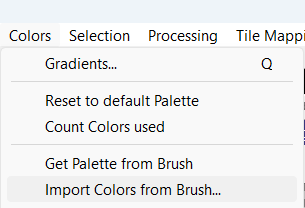 Colors Selection Processing Tile Mappi
Gradients... Q
Reset to default Palette
Count Colors used
Get Palette from Brush
Import Colors from Brush...